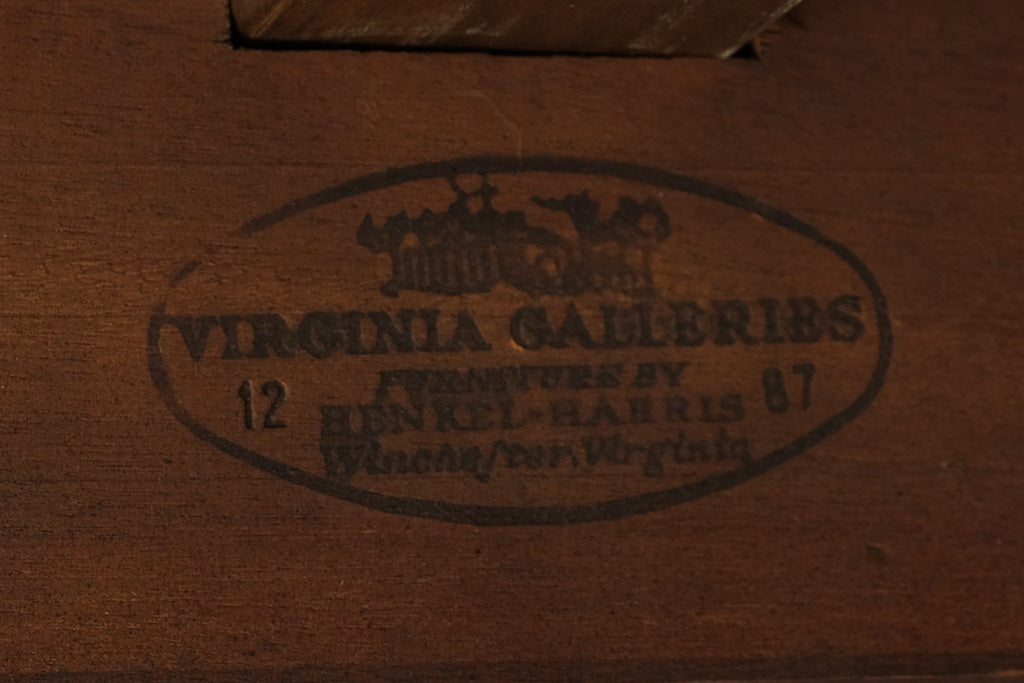 VIRGINIA GALLERIES
FURNITURE BY
12 HENKEL-HARRIS 87
Winchester, Virginia